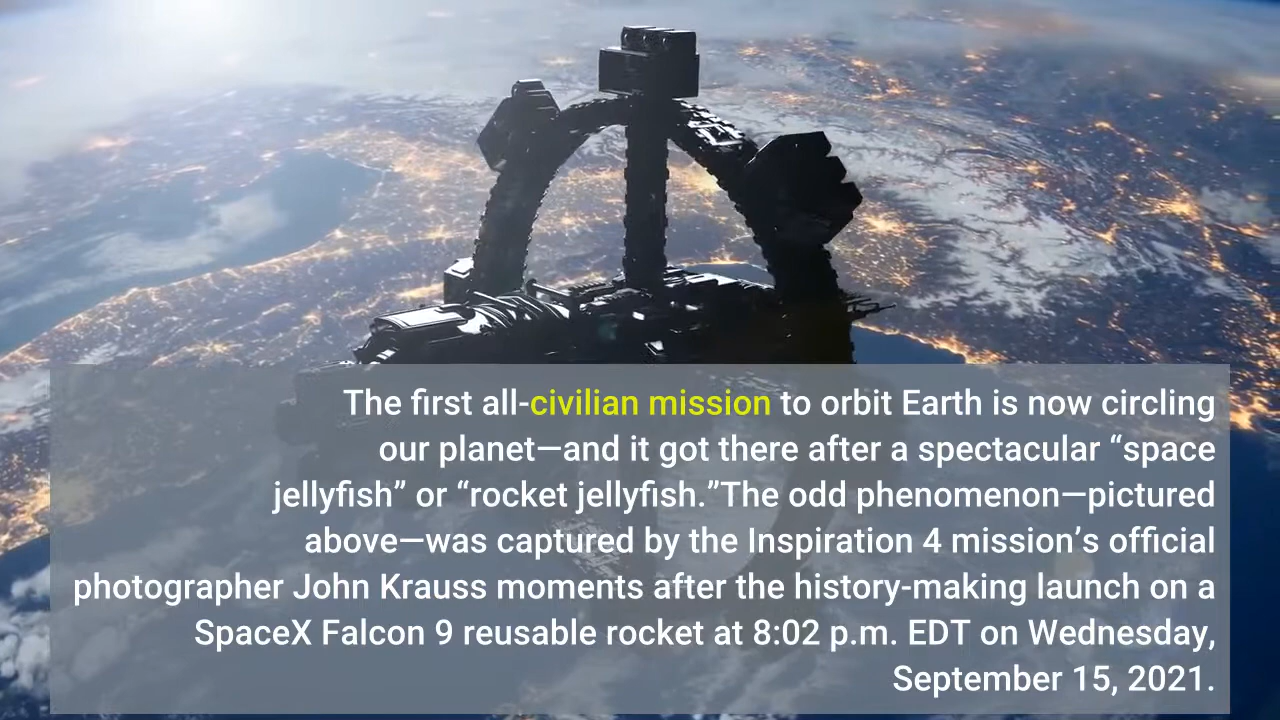 The first all-civilian mission to orbit Earth is now circling
our planet—and it got there after a spectacular “space
jellyfish” or “rocket jellyfish.”The odd phenomenon—pictured
above—was captured by the Inspiration 4 mission’s official
photographer John Krauss moments after the history-making launch on a
SpaceX Falcon 9 reusable rocket at 8:02 p.m. EDT on Wednesday,
September 15, 2021.